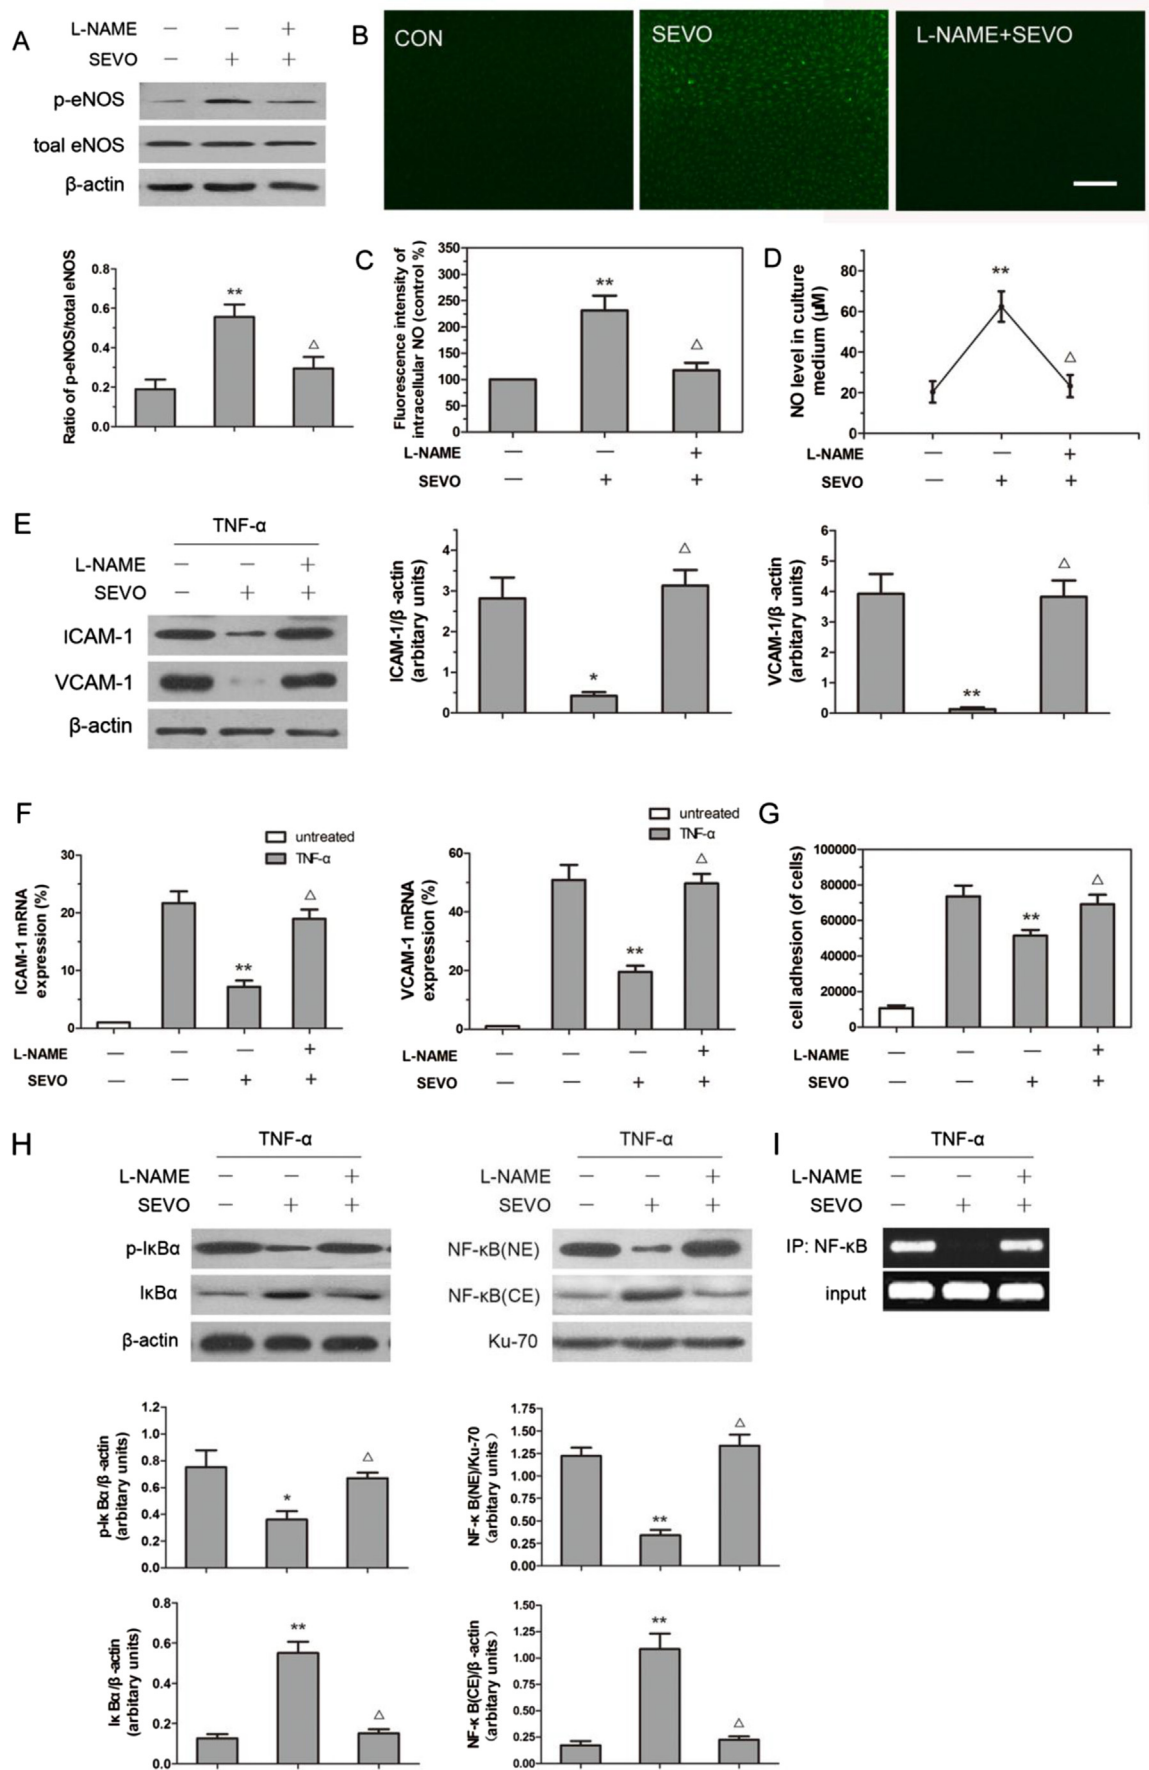 A
L-NAME — — +
SEVO — + +
p-eNOS
toal eNOS
β-actin
Ratio of p-eNOS/total eNOS
0.8
0.6
0.4
0.2
0.0
**
△
B
CON
SEVO
L-NAME+SEVO
C
Fluorescence intensity of
intracellular NO (control %)
350
300
250
200
150
100
50
0
**
△
L-NAME — — +
SEVO — + +
D
NO level in culture
medium (μM)
80
60
40
20
0
**
△
L-NAME — — +
SEVO — + +
E
TNF-α
L-NAME — — +
SEVO — + +
ICAM-1
VCAM-1
β-actin
ICAM-1/β -actin
(arbitary units)
4
3
2
1
0
*
△
VCAM-1/β -actin
(arbitary units)
6
5
4
3
2
1
0
**
△
F
untreated
TNF-α
ICAM-1 mRNA
expression (%)
30
20
10
0
**
△
L-NAME — — — +
SEVO — — + +
untreated
TNF-α
VCAM-1 mRNA
expression (%)
60
40
20
0
**
△
L-NAME — — — +
SEVO — — + +
G
cell adhesion (of cells)
100000
80000
60000
40000
20000
0
**
△
L-NAME — — — +
SEVO — — + +
H
TNF-α
L-NAME — — +
SEVO — + +
p-IκBα
IκBα
β-actin
TNF-α
L-NAME — — +
SEVO — + +
NF-κB(NE)
NF-κB(CE)
Ku-70
I
TNF-α
L-NAME — — +
SEVO — + +
IP: NF-κB
input
p-Iκ Bα/β -actin
(arbitary units)
1.2
1.0
0.8
0.6
0.4
0.2
0.0
*
△
NF-κ B(NE)/Ku-70
(arbitary units)
1.75
1.50
1.25
1.00
0.75
0.50
0.25
0.00
**
△
Iκ Bα/β -actin
(arbitary units)
0.8
0.6
0.4
0.2
0.0
**
△
NF-κ B(CE)/β -actin
(arbitary units)
1.50
1.25
1.00
0.75
0.50
0.25
0.00
**
△